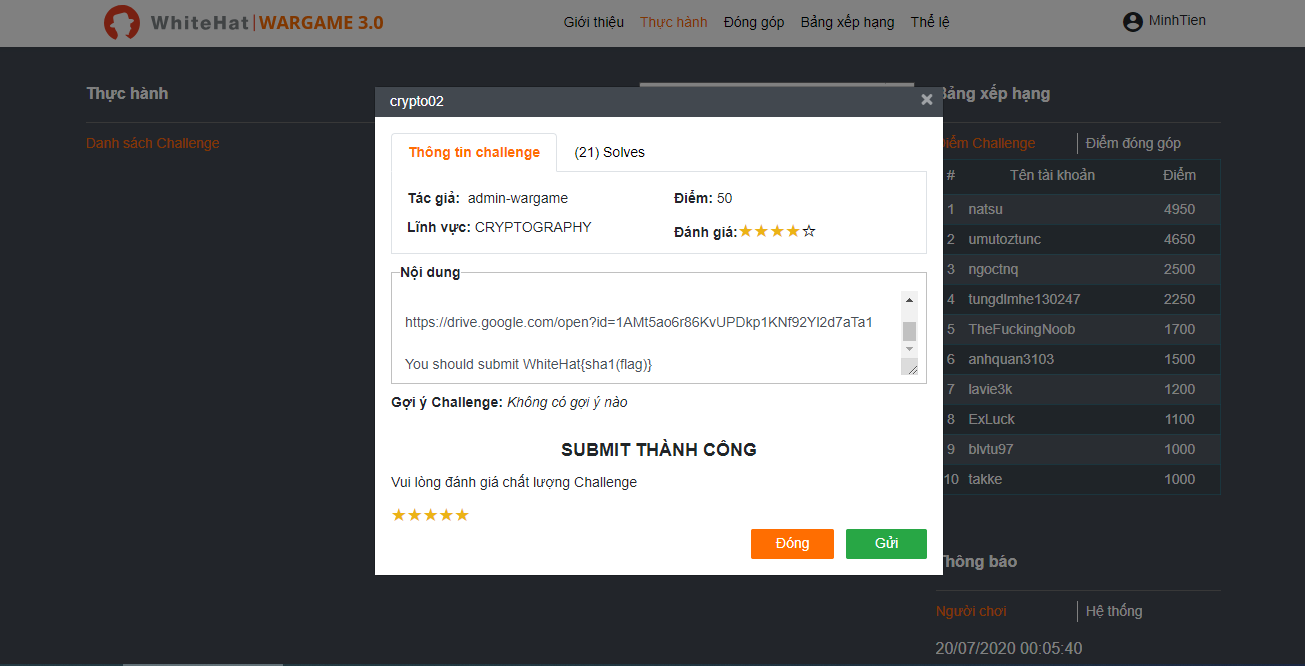 WhiteHat|WARGAME 3.0
Giới thiệu Thực hành Đóng góp Bảng xếp hạng Thể lệ
MinhTien
Thực hành
Danh sách Challenge
crypto02
Thông tin challenge (21) Solves
Tác giả: admin-wargame Điểm: 50
Lĩnh vực: CRYPTOGRAPHY Đánh giá:
Nội dung
https://drive.google.com/open?id=1AMt5ao6r86KvUPDkp1KNf92YI2d7aTa1
You should submit WhiteHat{sha1(flag)}
Gợi ý Challenge: Không có gợi ý nào
SUBMIT THÀNH CÔNG
Vui lòng đánh giá chất lượng Challenge
Đóng Gửi
Bảng xếp hạng
Điểm Challenge Điểm đóng góp
# Tên tài khoản Điểm
1 natsu 4950
2 umutoztunc 4650
3 ngoctnq 2500
4 tungdlmhe130247 2250
5 TheFuckingNoob 1700
6 anhquan3103 1500
7 lavie3k 1200
8 ExLuck 1100
9 blvtu97 1000
10 takke 1000
Thông báo
Người chơi Hệ thống
20/07/2020 00:05:40